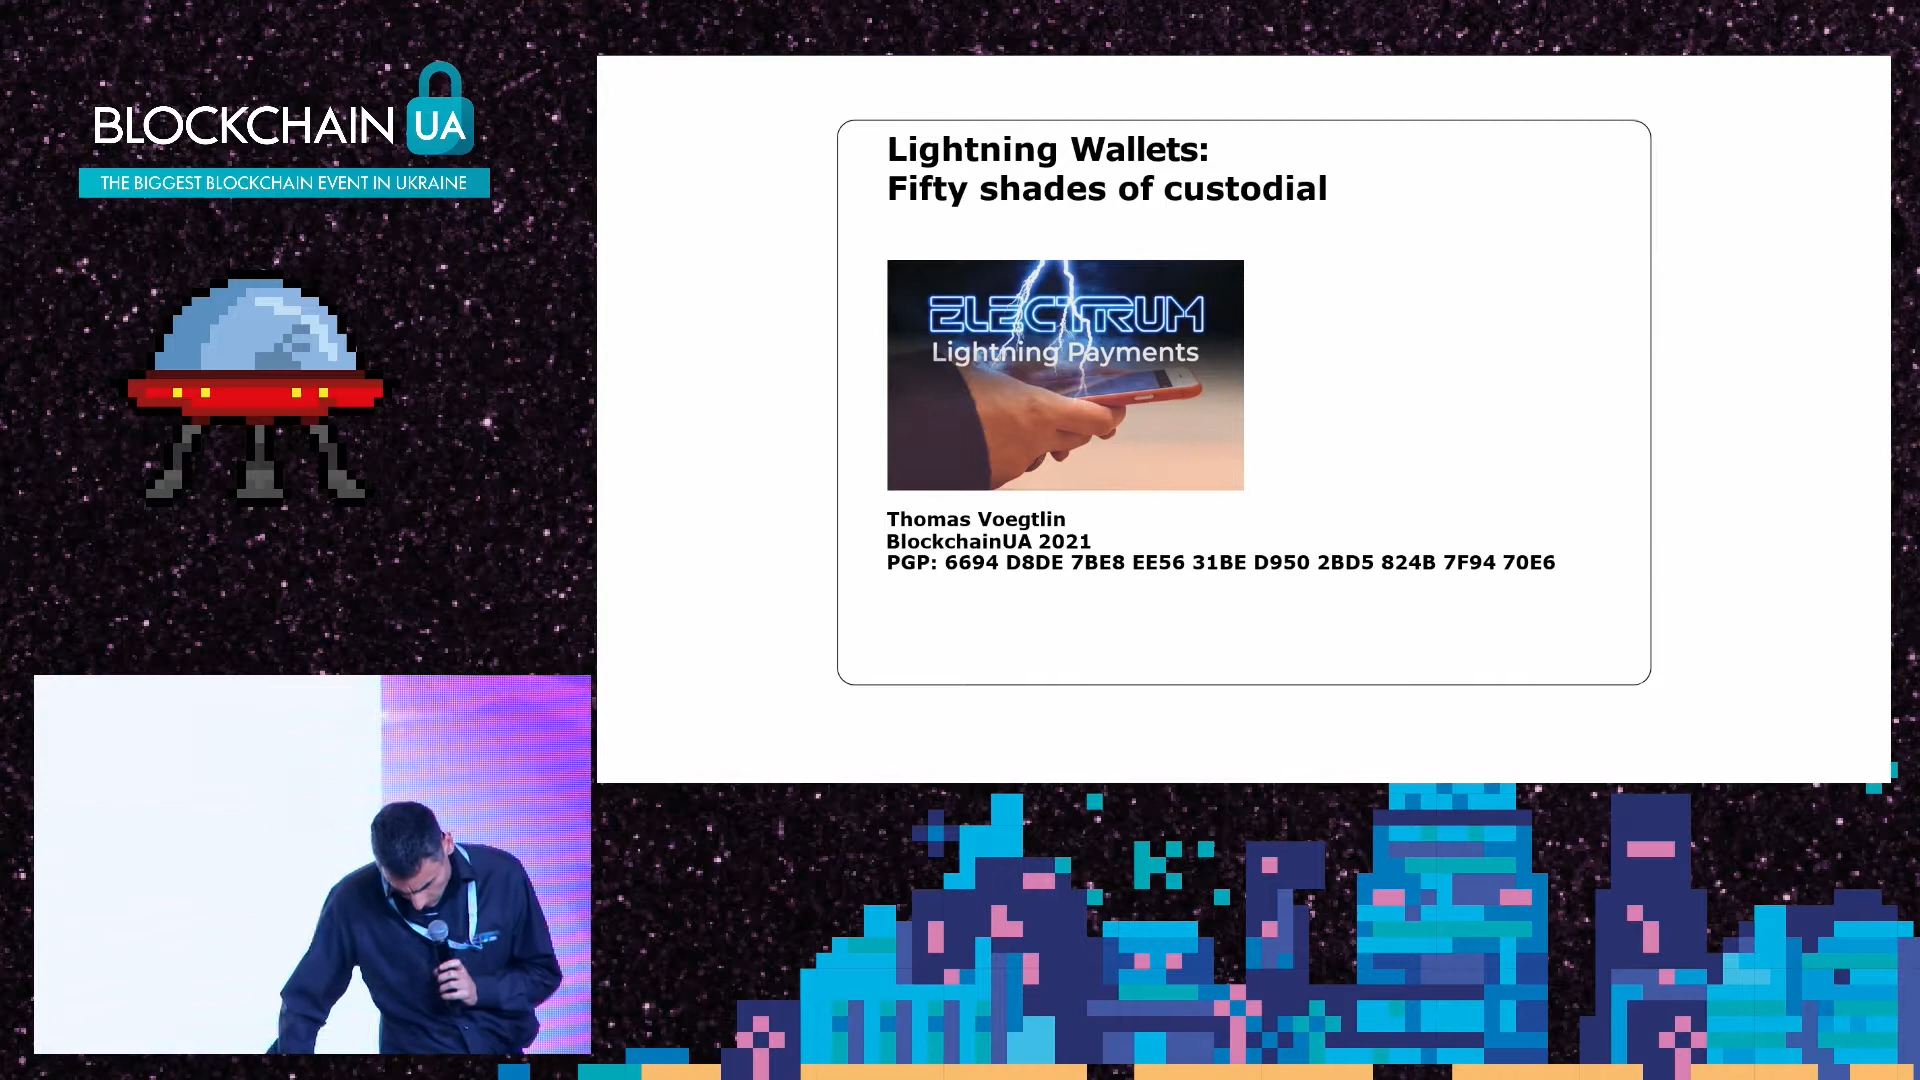 BLOCKCHAIN UA
THE BIGGEST BLOCKCHAIN EVENT IN UKRAINE
Lightning Wallets:
Fifty shades of custodial
ELECTRUM
Lightning Payments
Thomas Voegtlin
BlockchainUA 2021
PGP: 6694 D8DE 7BE8 EE56 31BE D950 2BD5 824B 7F94 70E6